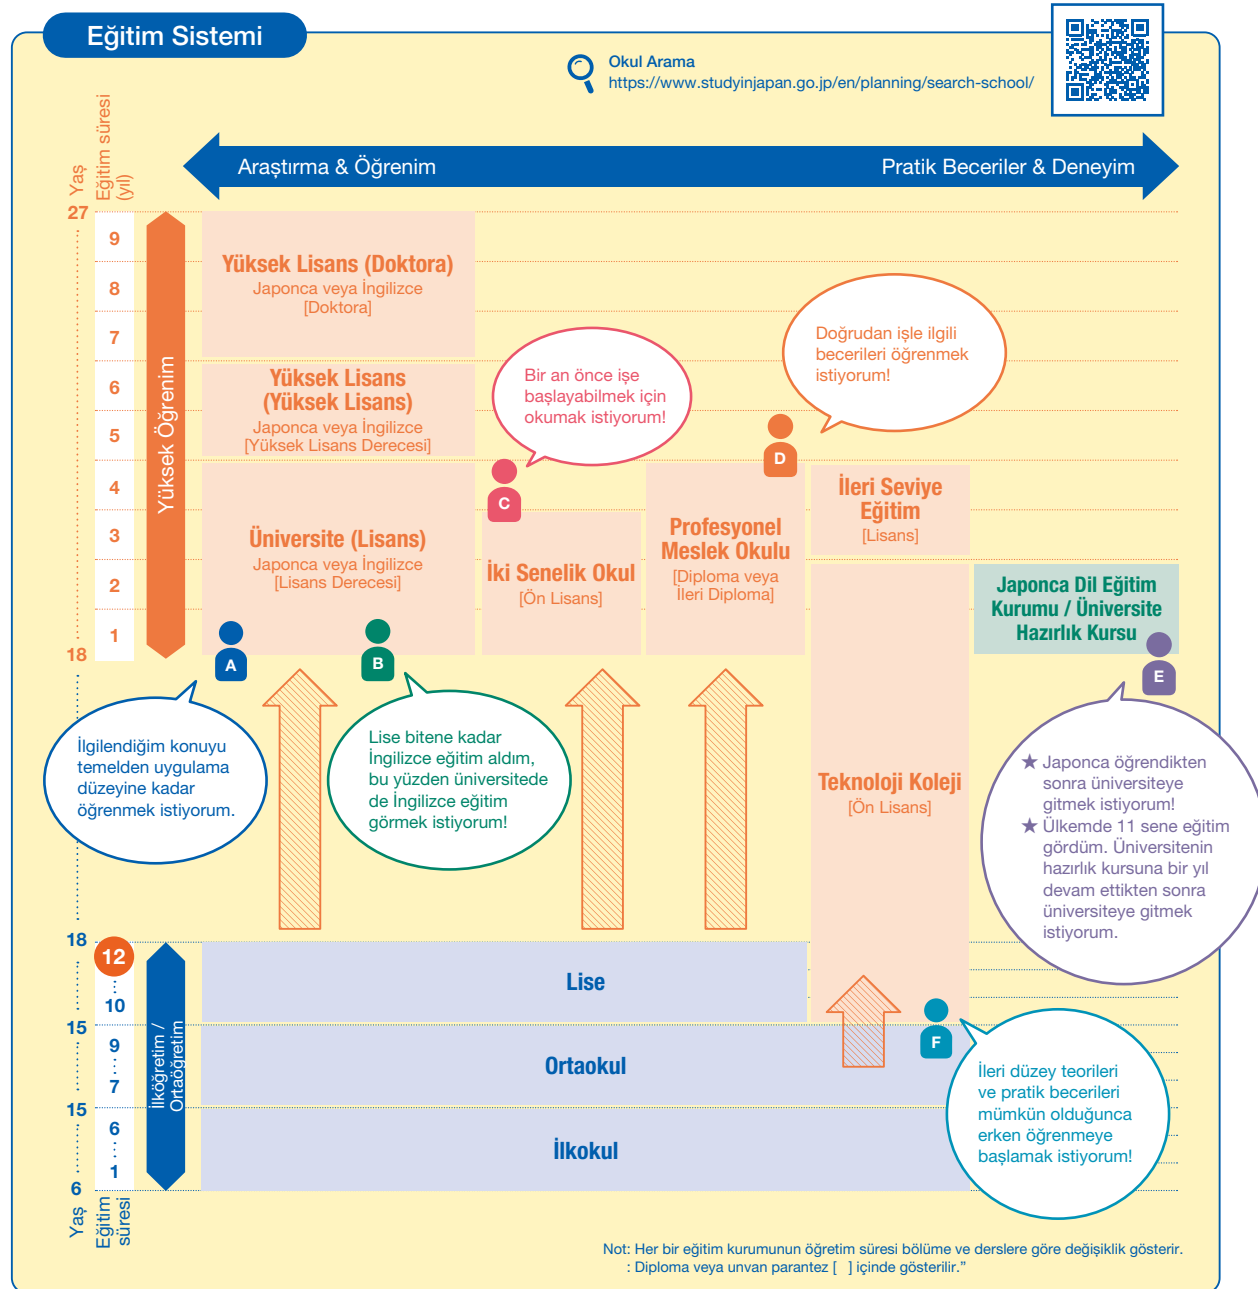 Eğitim Sistemi
Okul Arama
https://www.studyinjapan.go.jp/en/planning/search-school/
Araştırma & Öğrenim
Pratik Beceriler & Deneyim
Yaş
Eğitim süresi
(yıl)
27
9
8
7
6
5
4
3
2
1
18
Yüksek Öğrenim
Yüksek Lisans (Doktora)
Japonca veya İngilizce
[Doktora]
Yüksek Lisans
(Yüksek Lisans)
Japonca veya İngilizce
[Yüksek Lisans Derecesi]
Üniversite (Lisans)
Japonca veya İngilizce
[Lisans Derecesi]
Bir an önce işe
başlayabilmek için
okumak istiyorum!
C
İki Senelik Okul
[Ön Lisans]
Doğrudan işle ilgili
becerileri öğrenmek
istiyorum!
D
Profesyonel
Meslek Okulu
[Diploma veya
İleri Diploma]
İleri Seviye
Eğitim
[Lisans]
Japonca Dil Eğitim
Kurumu / Üniversite
Hazırlık Kursu
A
B
E
İlgilendiğim konuyu
temelden uygulama
düzeyine kadar
öğrenmek istiyorum.
Lise bitene kadar
İngilizce eğitim aldım,
bu yüzden üniversitede
de İngilizce eğitim
görmek istiyorum!
Teknoloji Koleji
[Ön Lisans]
★ Japonca öğrendikten
sonra üniversiteye
gitmek istiyorum!
★ Ülkemde 11 sene eğitim
gördüm. Üniversitenin
hazırlık kursuna bir yıl
devam ettikten sonra
üniversiteye gitmek
istiyorum.
18
12
10
15
9
7
15
6
1
6
Yaş
Eğitim
süresi
İlköğretim /
Ortaöğretim
Lise
Ortaokul
İlkokul
F
İleri düzey teorileri
ve pratik becerileri
mümkün olduğunca
erken öğrenmeye
başlamak istiyorum!
Not: Her bir eğitim kurumunun öğretim süresi bölüme ve derslere göre değişiklik gösterir.
: Diploma veya unvan parantez [ ] içinde gösterilir.”